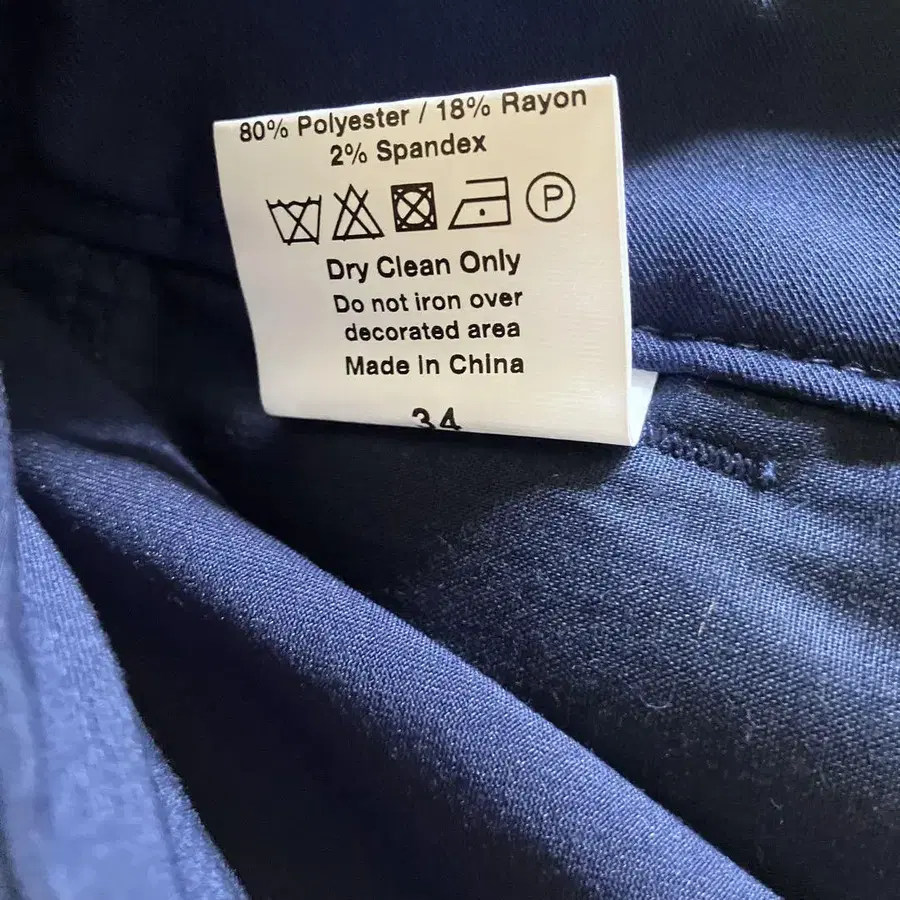 80% Polyester / 18% Rayon
2% Spandex
P
Dry Clean Only
Do not iron over
decorated area
Made in China
34